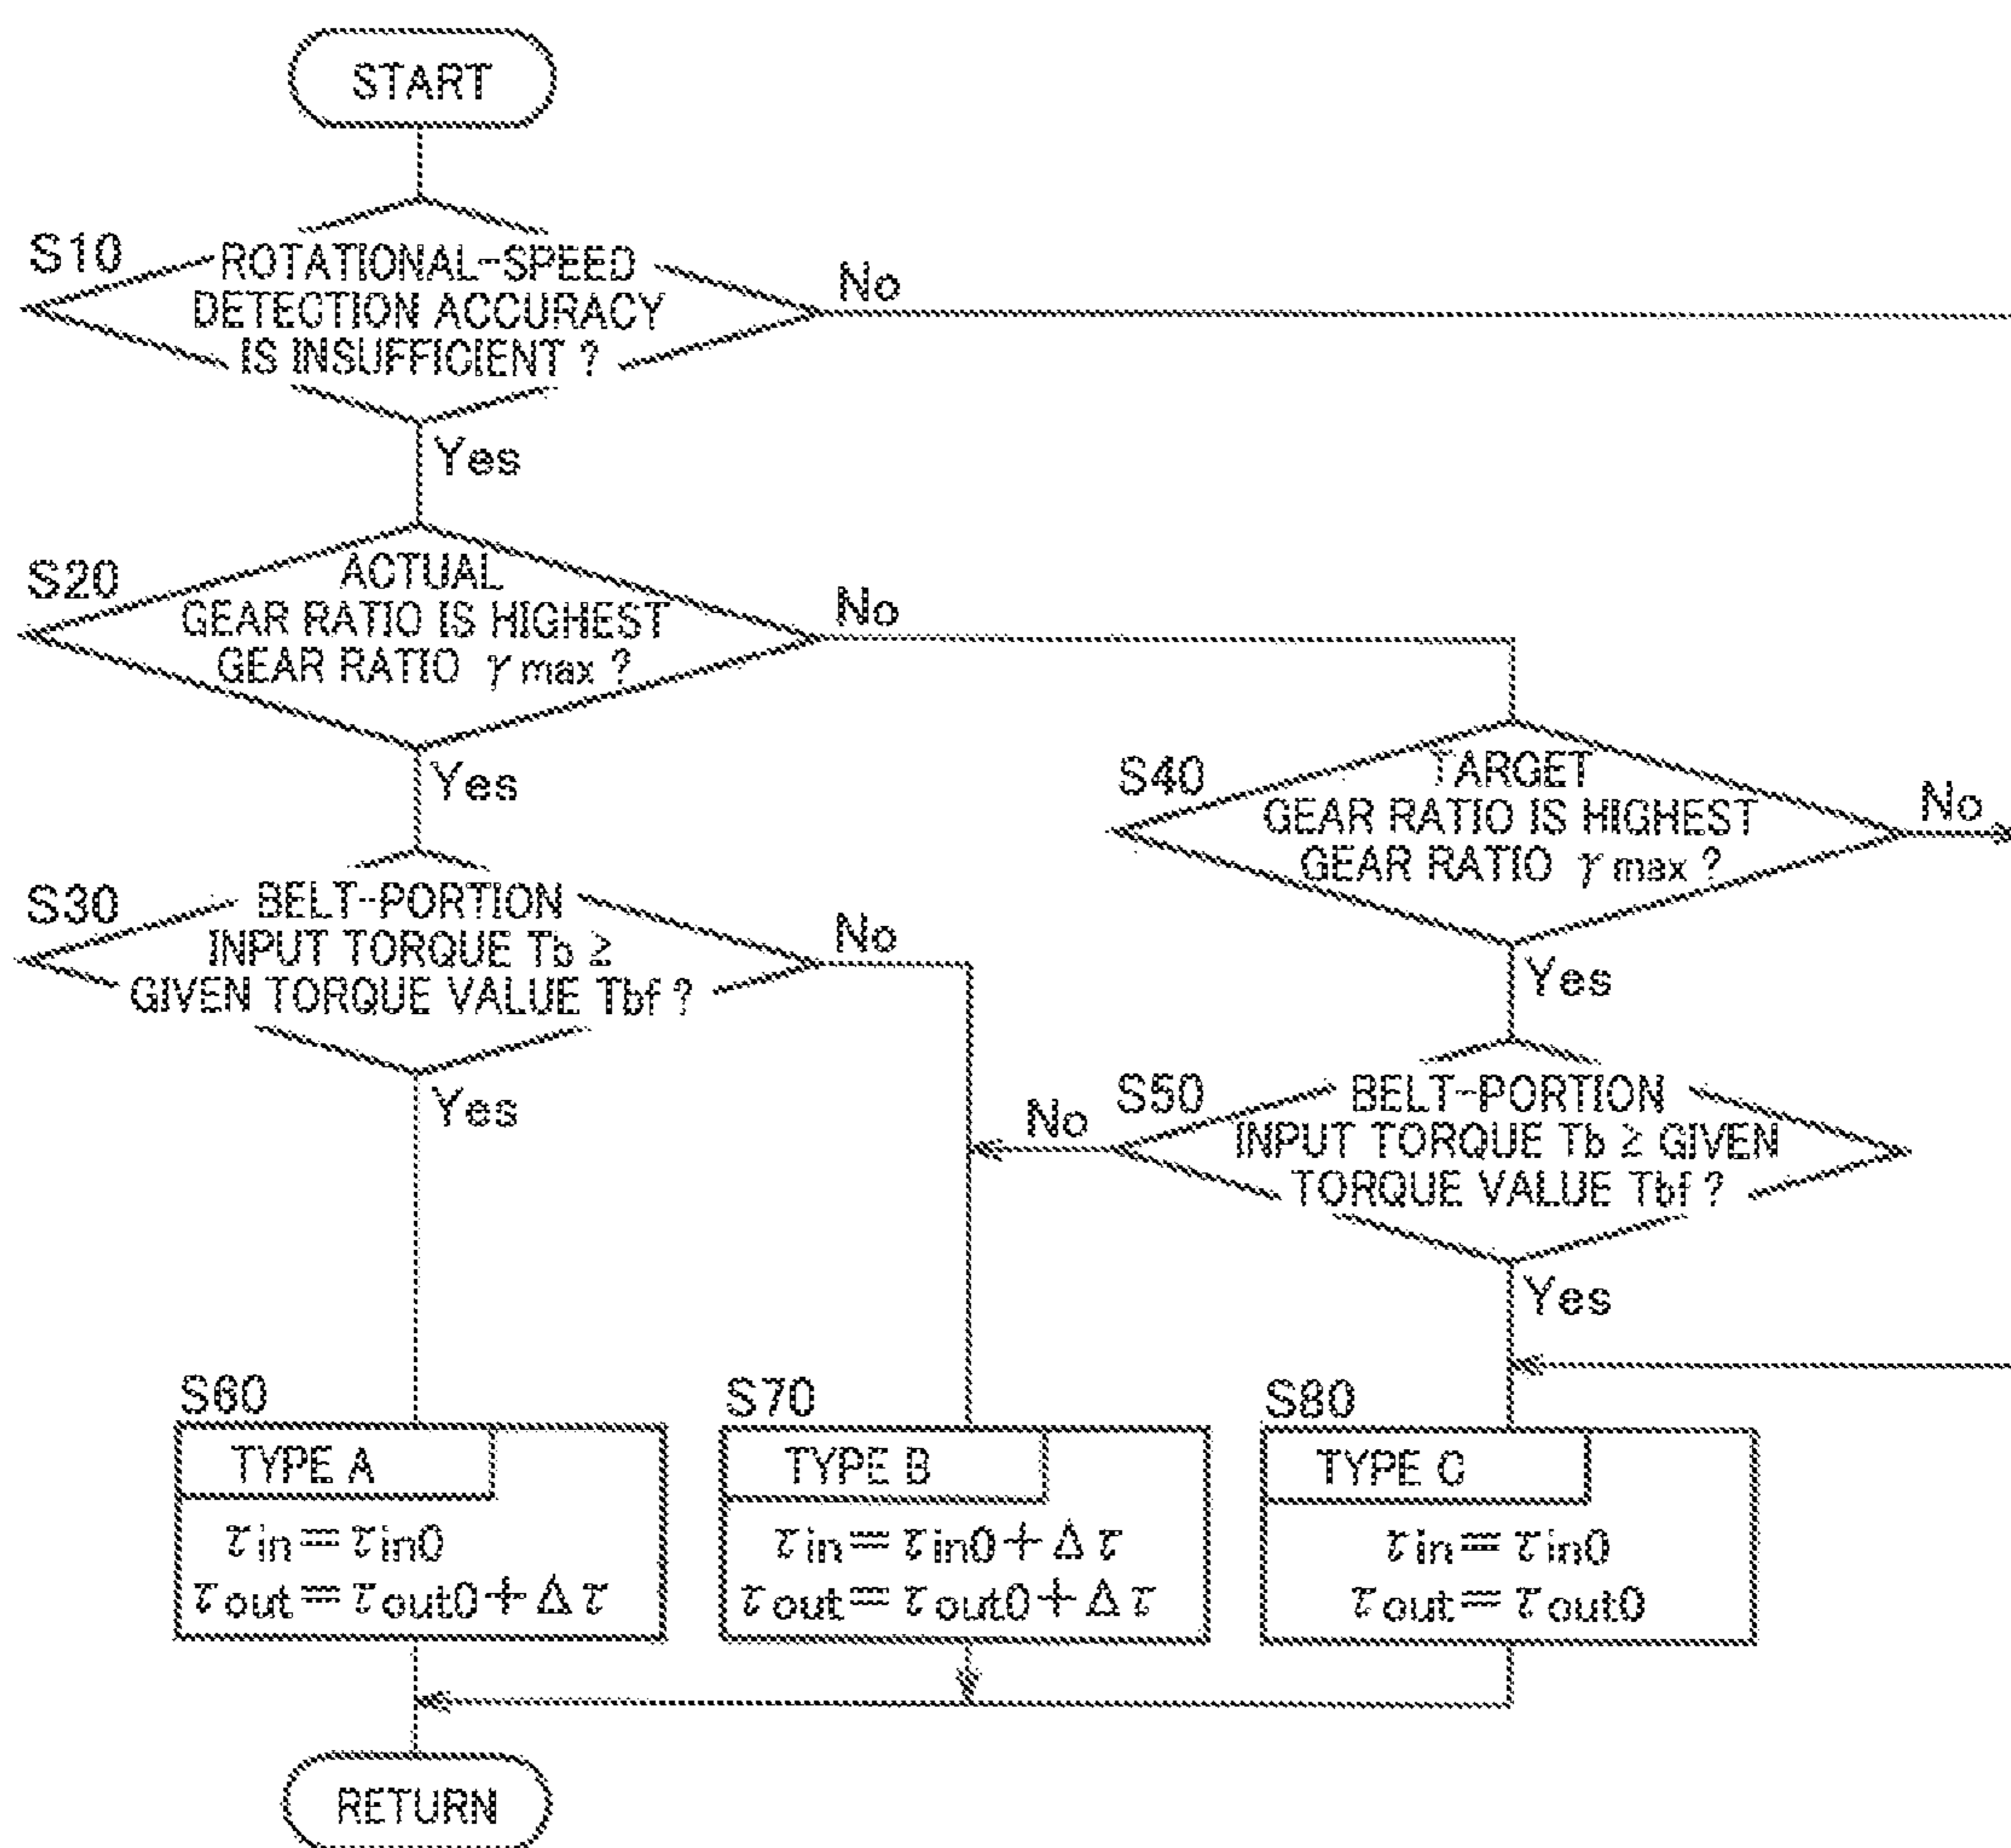 START
S10
ROTATIONAL-SPEED
DETECTION ACCURACY
IS INSUFFICIENT ?
No
Yes
S20
ACTUAL
GEAR RATIO IS HIGHEST
GEAR RATIO γmax ?
No
Yes
S40
TARGET
GEAR RATIO IS HIGHEST
GEAR RATIO γmax ?
No
Yes
S30
BELT-PORTION
INPUT TORQUE Tb ≥
GIVEN TORQUE VALUE Tbf ?
No
Yes
S50
BELT-PORTION
INPUT TORQUE Tb ≥ GIVEN
TORQUE VALUE Tbf ?
No
Yes
S60
TYPE A
τin=τin0
τout=τout0+Δτ
S70
TYPE B
τin=τin0+Δτ
τout=τout0+Δτ
S80
TYPE C
τin=τin0
τout=τout0
RETURN